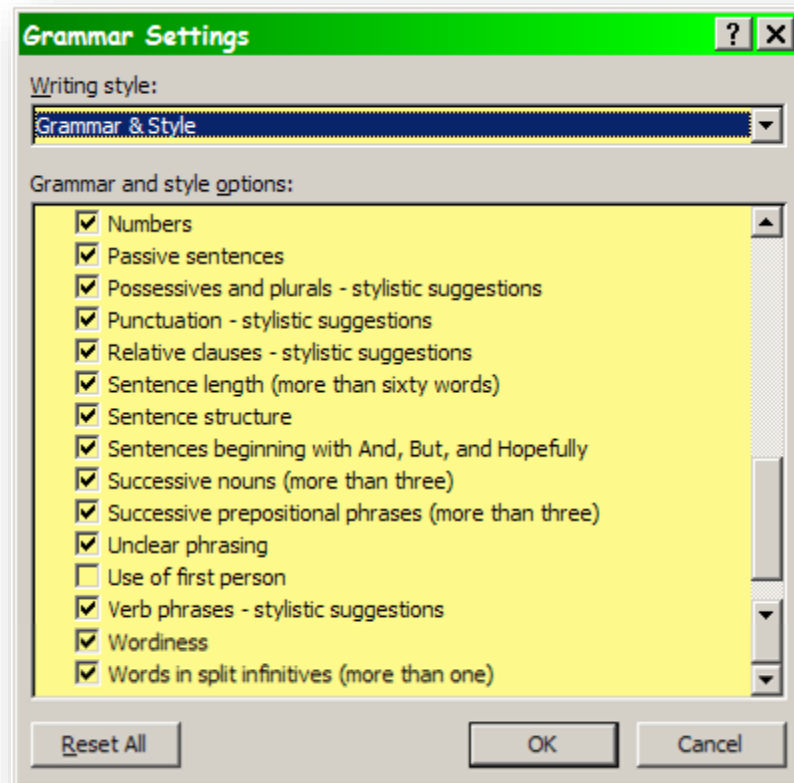 Grammar Settings
Writing style:
Grammar & Style
Grammar and style options:
Numbers
Passive sentences
Possessives and plurals - stylistic suggestions
Punctuation - stylistic suggestions
Relative clauses - stylistic suggestions
Sentence length (more than sixty words)
Sentence structure
Sentences beginning with And, But, and Hopefully
Successive nouns (more than three)
Successive prepositional phrases (more than three)
Unclear phrasing
Use of first person
Verb phrases - stylistic suggestions
Wordiness
Words in split infinitives (more than one)
Reset All OK Cancel